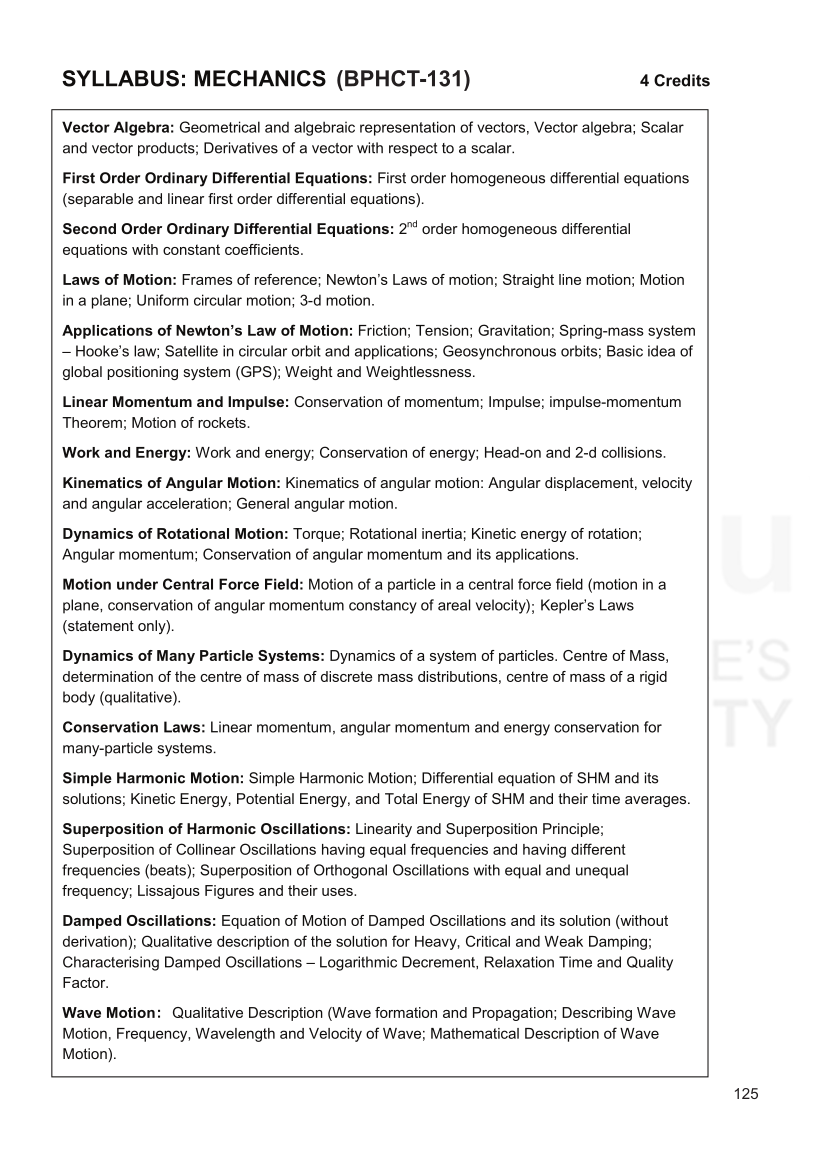 SYLLABUS: MECHANICS (BPHCT-131) 4 Credits
Vector Algebra: Geometrical and algebraic representation of vectors, Vector algebra; Scalar
and vector products; Derivatives of a vector with respect to a scalar.
First Order Ordinary Differential Equations: First order homogeneous differential equations
(separable and linear first order differential equations).
Second Order Ordinary Differential Equations: 2nd order homogeneous differential
equations with constant coefficients.
Laws of Motion: Frames of reference; Newton’s Laws of motion; Straight line motion; Motion
in a plane; Uniform circular motion; 3-d motion.
Applications of Newton’s Law of Motion: Friction; Tension; Gravitation; Spring-mass system
– Hooke’s law; Satellite in circular orbit and applications; Geosynchronous orbits; Basic idea of
global positioning system (GPS); Weight and Weightlessness.
Linear Momentum and Impulse: Conservation of momentum; Impulse; impulse-momentum
Theorem; Motion of rockets.
Work and Energy: Work and energy; Conservation of energy; Head-on and 2-d collisions.
Kinematics of Angular Motion: Kinematics of angular motion: Angular displacement, velocity
and angular acceleration; General angular motion.
Dynamics of Rotational Motion: Torque; Rotational inertia; Kinetic energy of rotation;
Angular momentum; Conservation of angular momentum and its applications.
Motion under Central Force Field: Motion of a particle in a central force field (motion in a
plane, conservation of angular momentum constancy of areal velocity); Kepler’s Laws
(statement only).
Dynamics of Many Particle Systems: Dynamics of a system of particles. Centre of Mass,
determination of the centre of mass of discrete mass distributions, centre of mass of a rigid
body (qualitative).
Conservation Laws: Linear momentum, angular momentum and energy conservation for
many-particle systems.
Simple Harmonic Motion: Simple Harmonic Motion; Differential equation of SHM and its
solutions; Kinetic Energy, Potential Energy, and Total Energy of SHM and their time averages.
Superposition of Harmonic Oscillations: Linearity and Superposition Principle;
Superposition of Collinear Oscillations having equal frequencies and having different
frequencies (beats); Superposition of Orthogonal Oscillations with equal and unequal
frequency; Lissajous Figures and their uses.
Damped Oscillations: Equation of Motion of Damped Oscillations and its solution (without
derivation); Qualitative description of the solution for Heavy, Critical and Weak Damping;
Characterising Damped Oscillations – Logarithmic Decrement, Relaxation Time and Quality
Factor.
Wave Motion: Qualitative Description (Wave formation and Propagation; Describing Wave
Motion, Frequency, Wavelength and Velocity of Wave; Mathematical Description of Wave
Motion).
u
E’S
TY
125